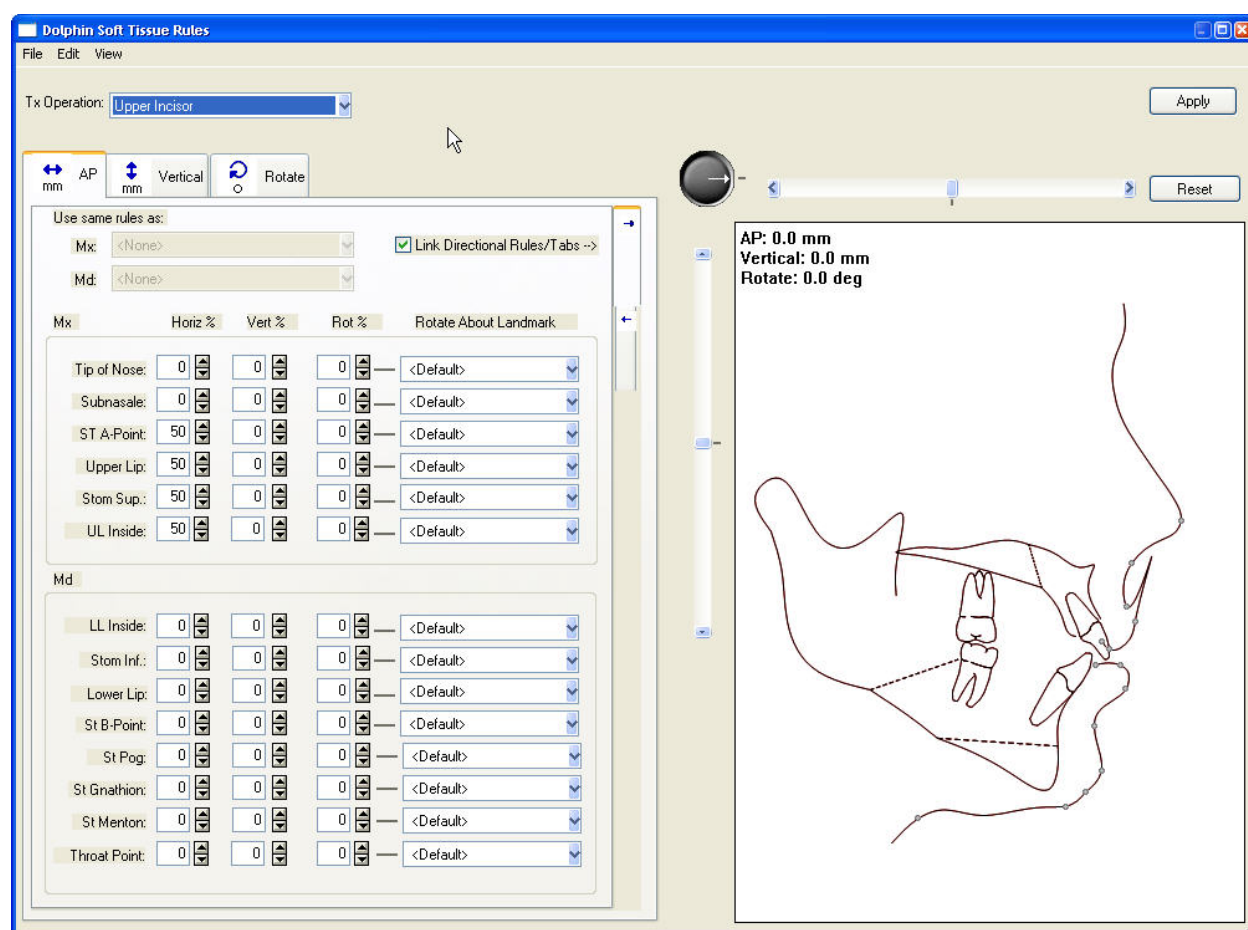 Dolphin Soft Tissue Rules
File Edit View
Tx Operation: Upper Incisor
Apply
mm AP mm Vertical Rotate
Reset
Use same rules as:
Mx: <None> Link Directional Rules/Tabs -->
Md: <None>
AP: 0.0 mm
Vertical: 0.0 mm
Rotate: 0.0 deg
Mx Horiz % Vert % Rot % Rotate About Landmark
Tip of Nose: 0 0 0 <Default>
Subnasale: 0 0 0 <Default>
ST A-Point: 50 0 0 <Default>
Upper Lip: 50 0 0 <Default>
Stom Sup.: 50 0 0 <Default>
UL Inside: 50 0 0 <Default>
Md
LL Inside: 0 0 0 <Default>
Stom Inf.: 0 0 0 <Default>
Lower Lip: 0 0 0 <Default>
St B-Point: 0 0 0 <Default>
St Pog: 0 0 0 <Default>
St Gnathion: 0 0 0 <Default>
St Menton: 0 0 0 <Default>
Throat Point: 0 0 0 <Default>